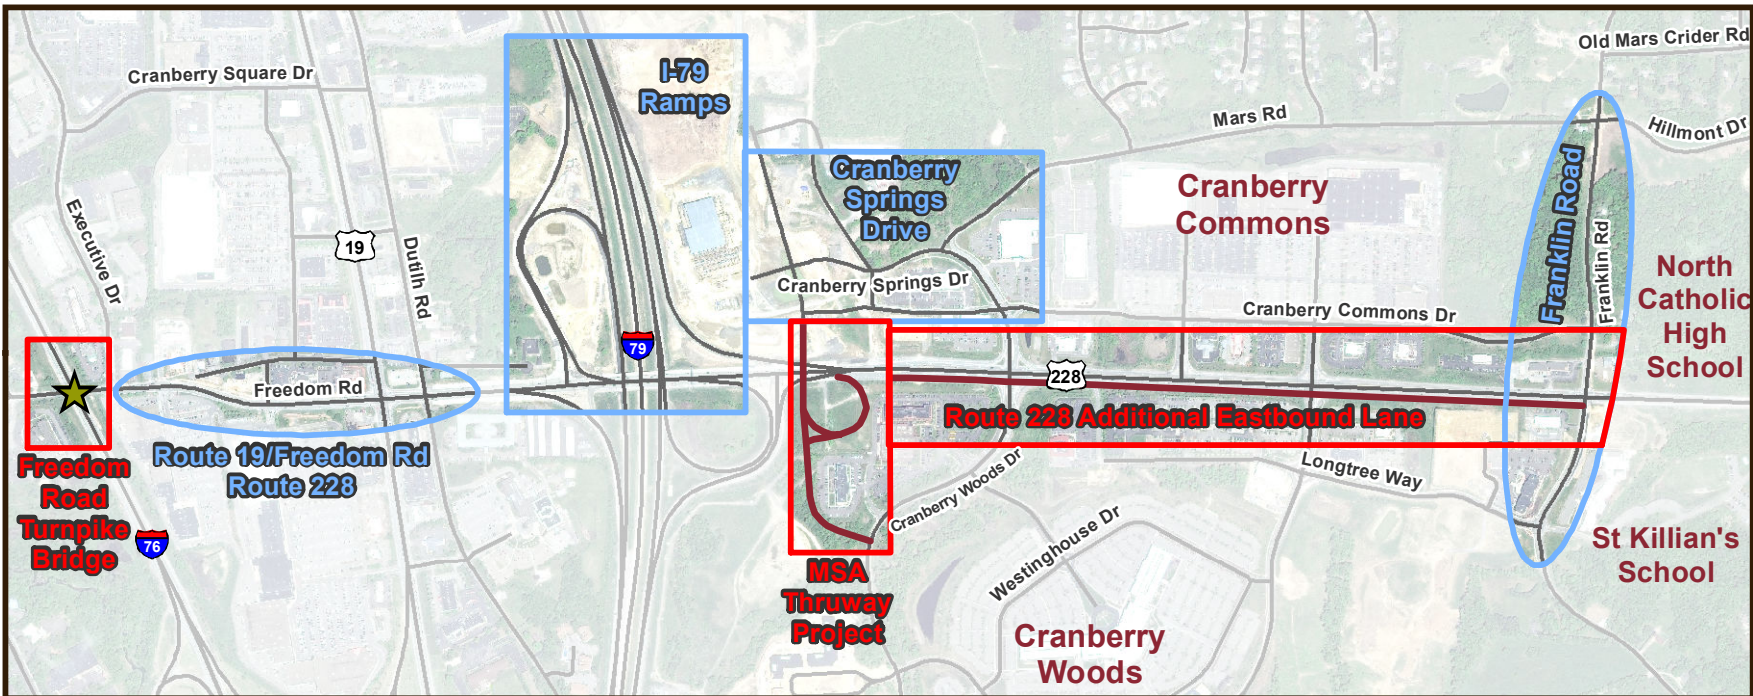 Old Mars Crider Rd
Cranberry Square Dr
I-79
Ramps
Mars Rd
Hillmont Dr
Cranberry
Springs
Drive
Cranberry
Commons
Franklin Road
Franklin Rd
Executive Dr
19
Dutilh Rd
North
Catholic
High
School
Cranberry Springs Dr
Cranberry Commons Dr
79
228
Freedom Rd
Route 228 Additional Eastbound Lane
Route 19/Freedom Rd
Route 228
Freedom
Road
Turnpike
Bridge
76
Cranberry Woods Dr
Longtree Way
Westinghouse Dr
St Killian's
School
MSA
Thruway
Project
Cranberry
Woods